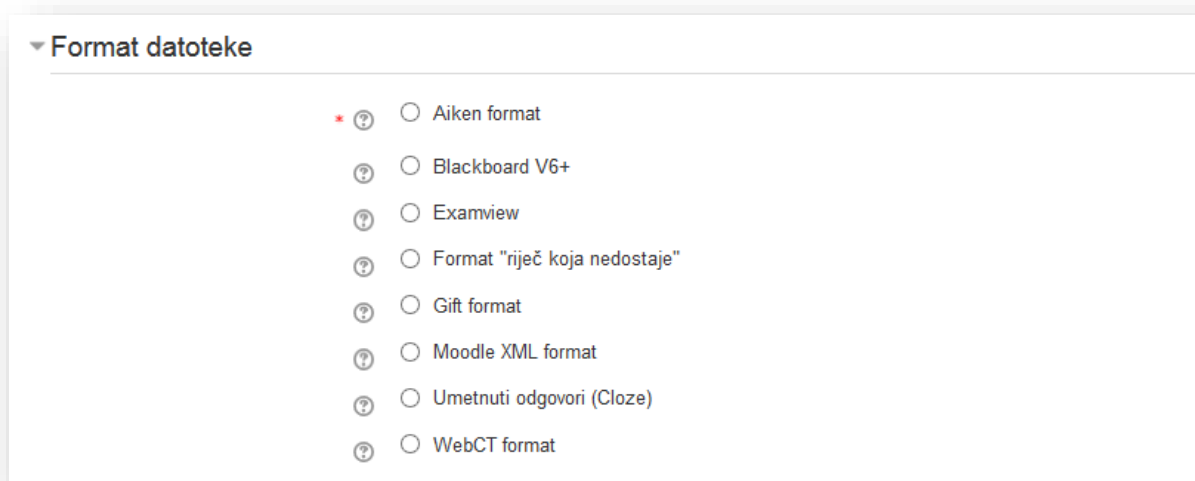 Format datoteke
* Aiken format
Blackboard V6+
Examview
Format "riječ koja nedostaje"
Gift format
Moodle XML format
Umetnuti odgovori (Cloze)
WebCT format